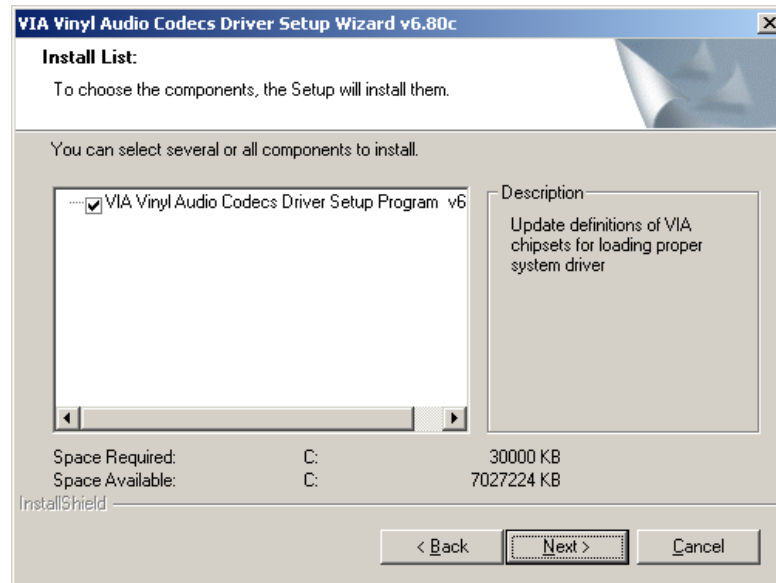 VIA Vinyl Audio Codecs Driver Setup Wizard v6.80c
Install List:
To choose the components, the Setup will install them.
You can select several or all components to install.
VIA Vinyl Audio Codecs Driver Setup Program v6
Description
Update definitions of VIA
chipsets for loading proper
system driver
Space Required: C: 30000 KB
Space Available: C: 7027224 KB
InstallShield
< Back Next > Cancel